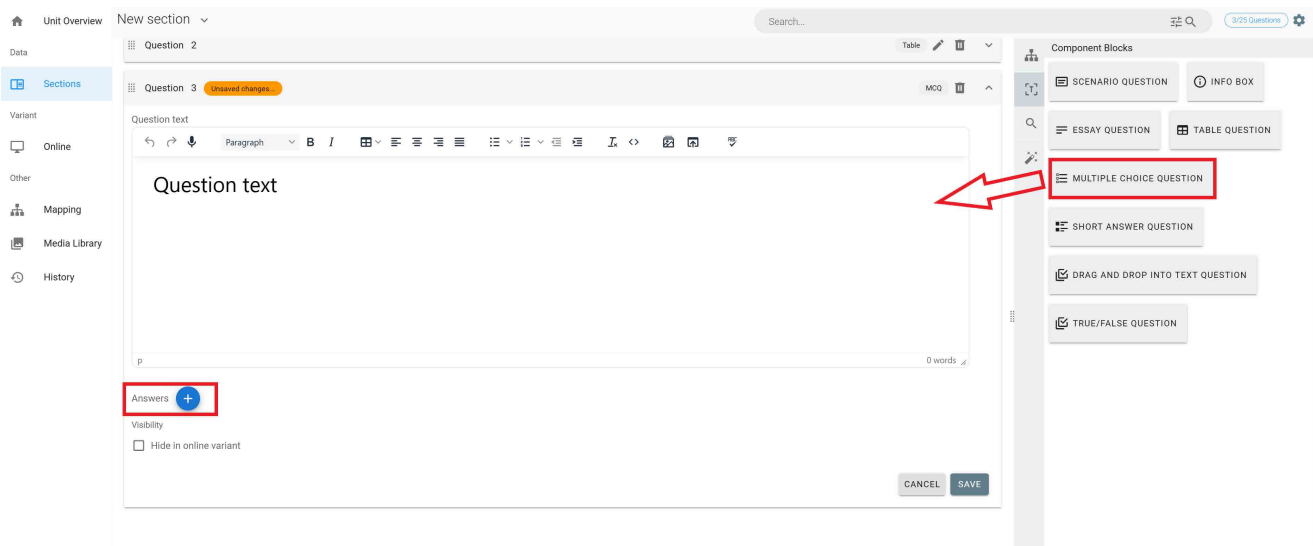 Unit Overview
New section
Search...
3/25 Questions
Data
Sections
Variant
Online
Other
Mapping
Media Library
History
Question 2
Table
Question 3
Unsaved changes...
MCQ
Question text
Paragraph
B I
Question text
p
0 words
Answers +
Visibility
Hide in online variant
CANCEL
SAVE
Component Blocks
SCENARIO QUESTION
INFO BOX
ESSAY QUESTION
TABLE QUESTION
MULTIPLE CHOICE QUESTION
SHORT ANSWER QUESTION
DRAG AND DROP INTO TEXT QUESTION
TRUE/FALSE QUESTION